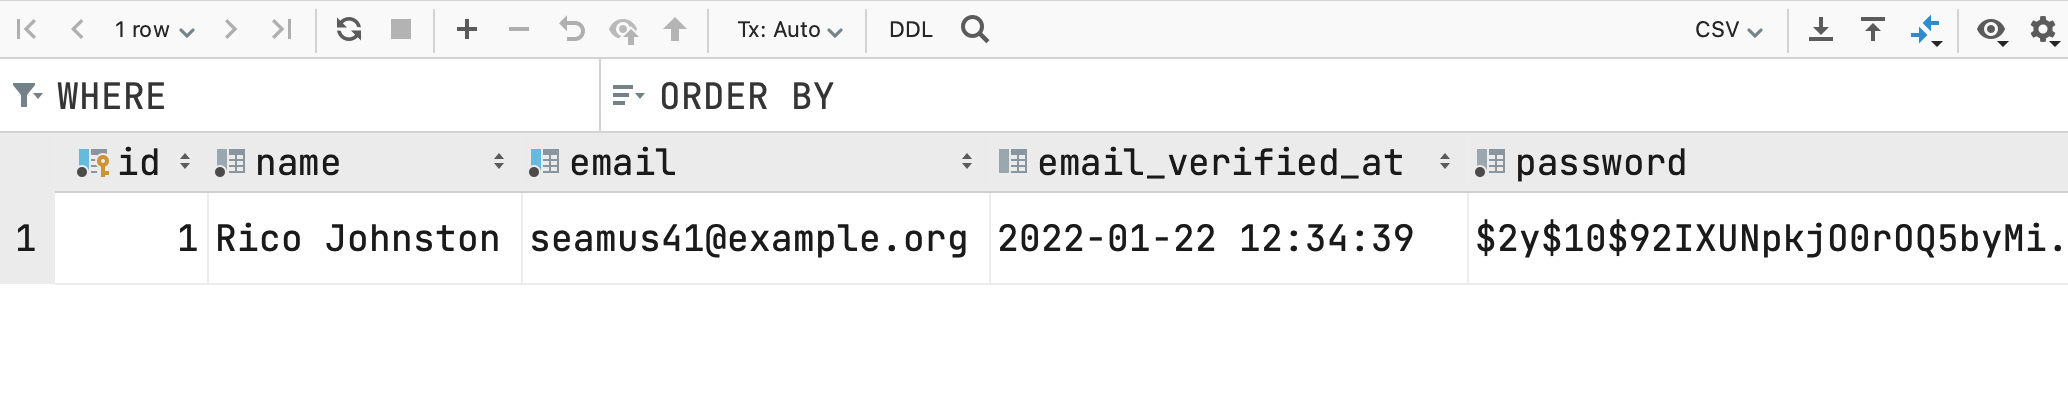 1 row Tx: Auto DDL CSV
WHERE ORDER BY
id name email email_verified_at password
1 1 Rico Johnston seamus41@example.org 2022-01-22 12:34:39 $2y$10$92IXUNpkjO0rOQ5byMi.